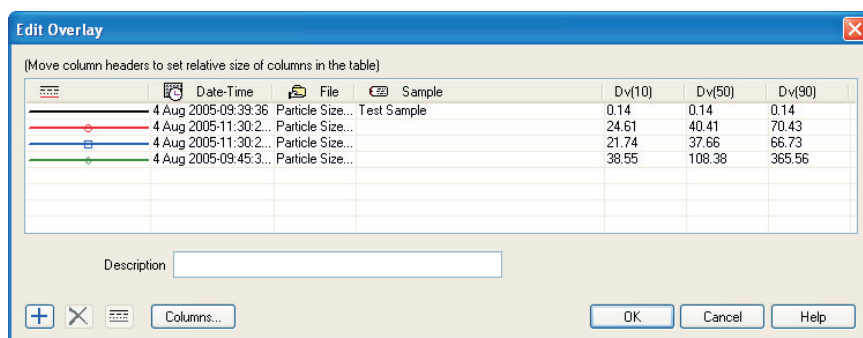 Edit Overlay
(Move column headers to set relative size of columns in the table)
Date-Time File Sample Dv(10) Dv(50) Dv(90)
4 Aug 2005-09:39:36 Particle Size... Test Sample 0.14 0.14 0.14
4 Aug 2005-11:30:2... Particle Size... 24.61 40.41 70.43
4 Aug 2005-11:30:2... Particle Size... 21.74 37.66 66.73
4 Aug 2005-09:45:3... Particle Size... 38.55 108.38 365.56
Description
Columns... OK Cancel Help